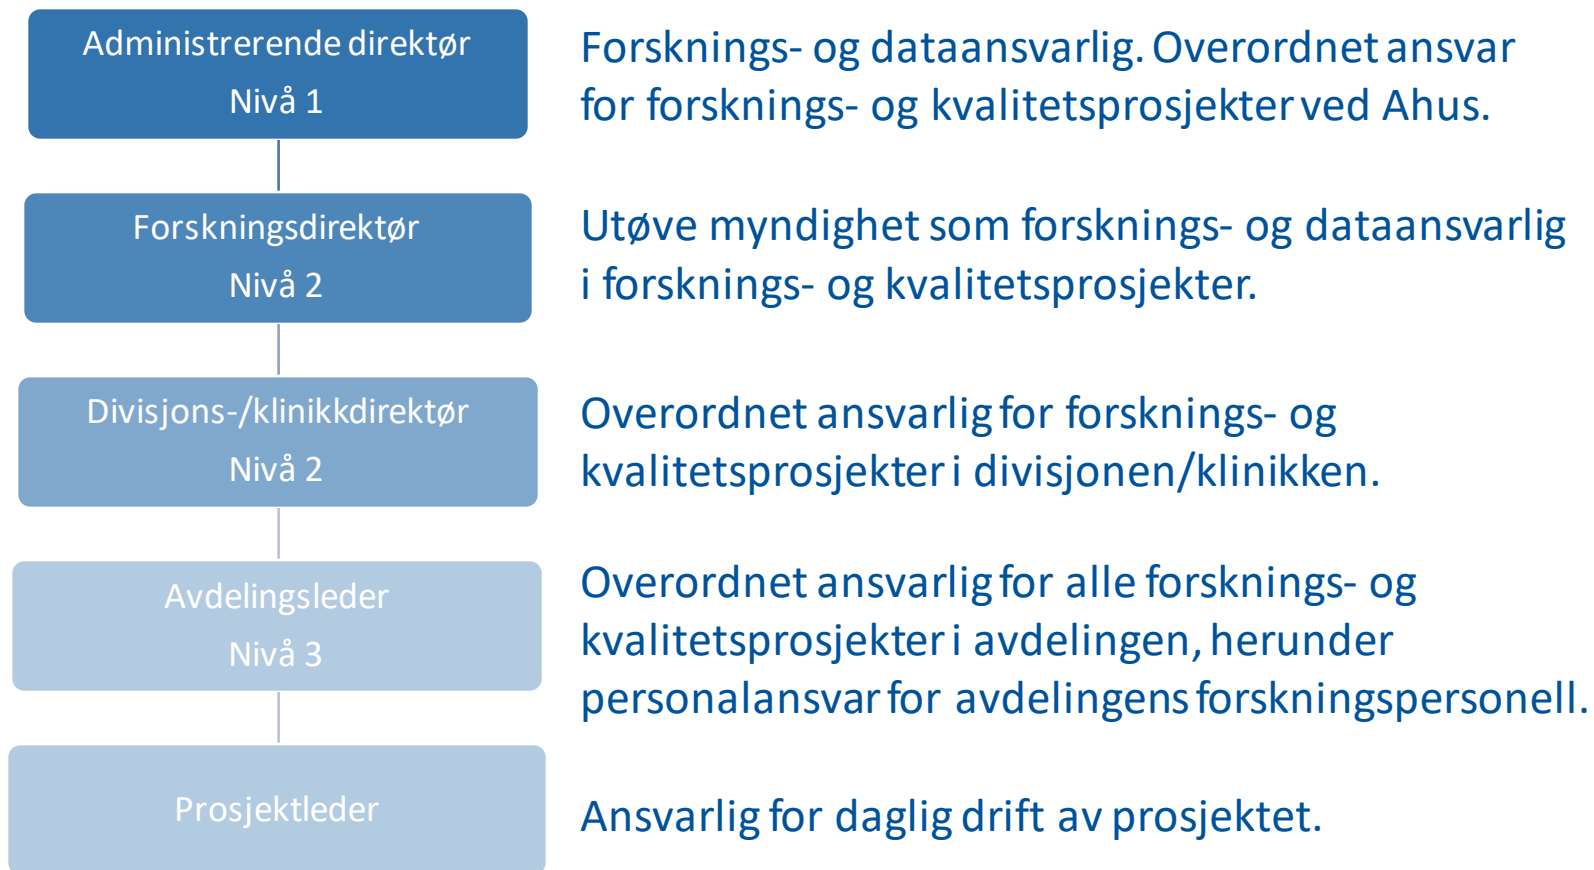 Administrerende direktør
Nivå 1
Forsknings- og dataansvarlig. Overordnet ansvar
for forsknings- og kvalitetsprosjekter ved Ahus.
Forskningsdirektør
Nivå 2
Utøve myndighet som forsknings- og dataansvarlig
i forsknings- og kvalitetsprosjekter.
Divisjons-/klinikkdirektør
Nivå 2
Overordnet ansvarlig for forsknings- og
kvalitetsprosjekter i divisjonen/klinikken.
Avdelingsleder
Nivå 3
Overordnet ansvarlig for alle forsknings- og
kvalitetsprosjekter i avdelingen, herunder
personalansvar for avdelingens forskningspersonell.
Prosjektleder
Ansvarlig for daglig drift av prosjektet.